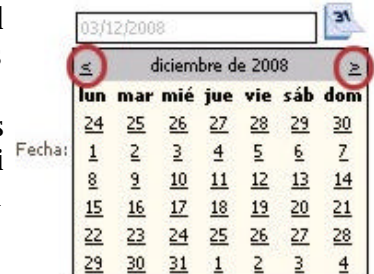 03/12/2008
31
< diciembre de 2008 >
lun mar mié jue vie sáb dom
24 25 26 27 28 29 30
Fecha: 1 2 3 4 5 6 7
8 9 10 11 12 13 14
15 16 17 18 19 20 21
22 23 24 25 26 27 28
29 30 31 1 2 3 4